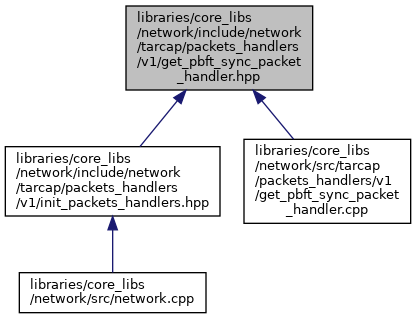 libraries/core_libs
/network/include/network
/tarcap/packets_handlers
/v1/get_pbft_sync_packet
_handler.hpp
libraries/core_libs
/network/include/network
/tarcap/packets_handlers
/v1/init_packets_handlers.hpp
libraries/core_libs
/network/src/tarcap
/packets_handlers/v1
/get_pbft_sync_packet
_handler.cpp
libraries/core_libs
/network/src/network.cpp